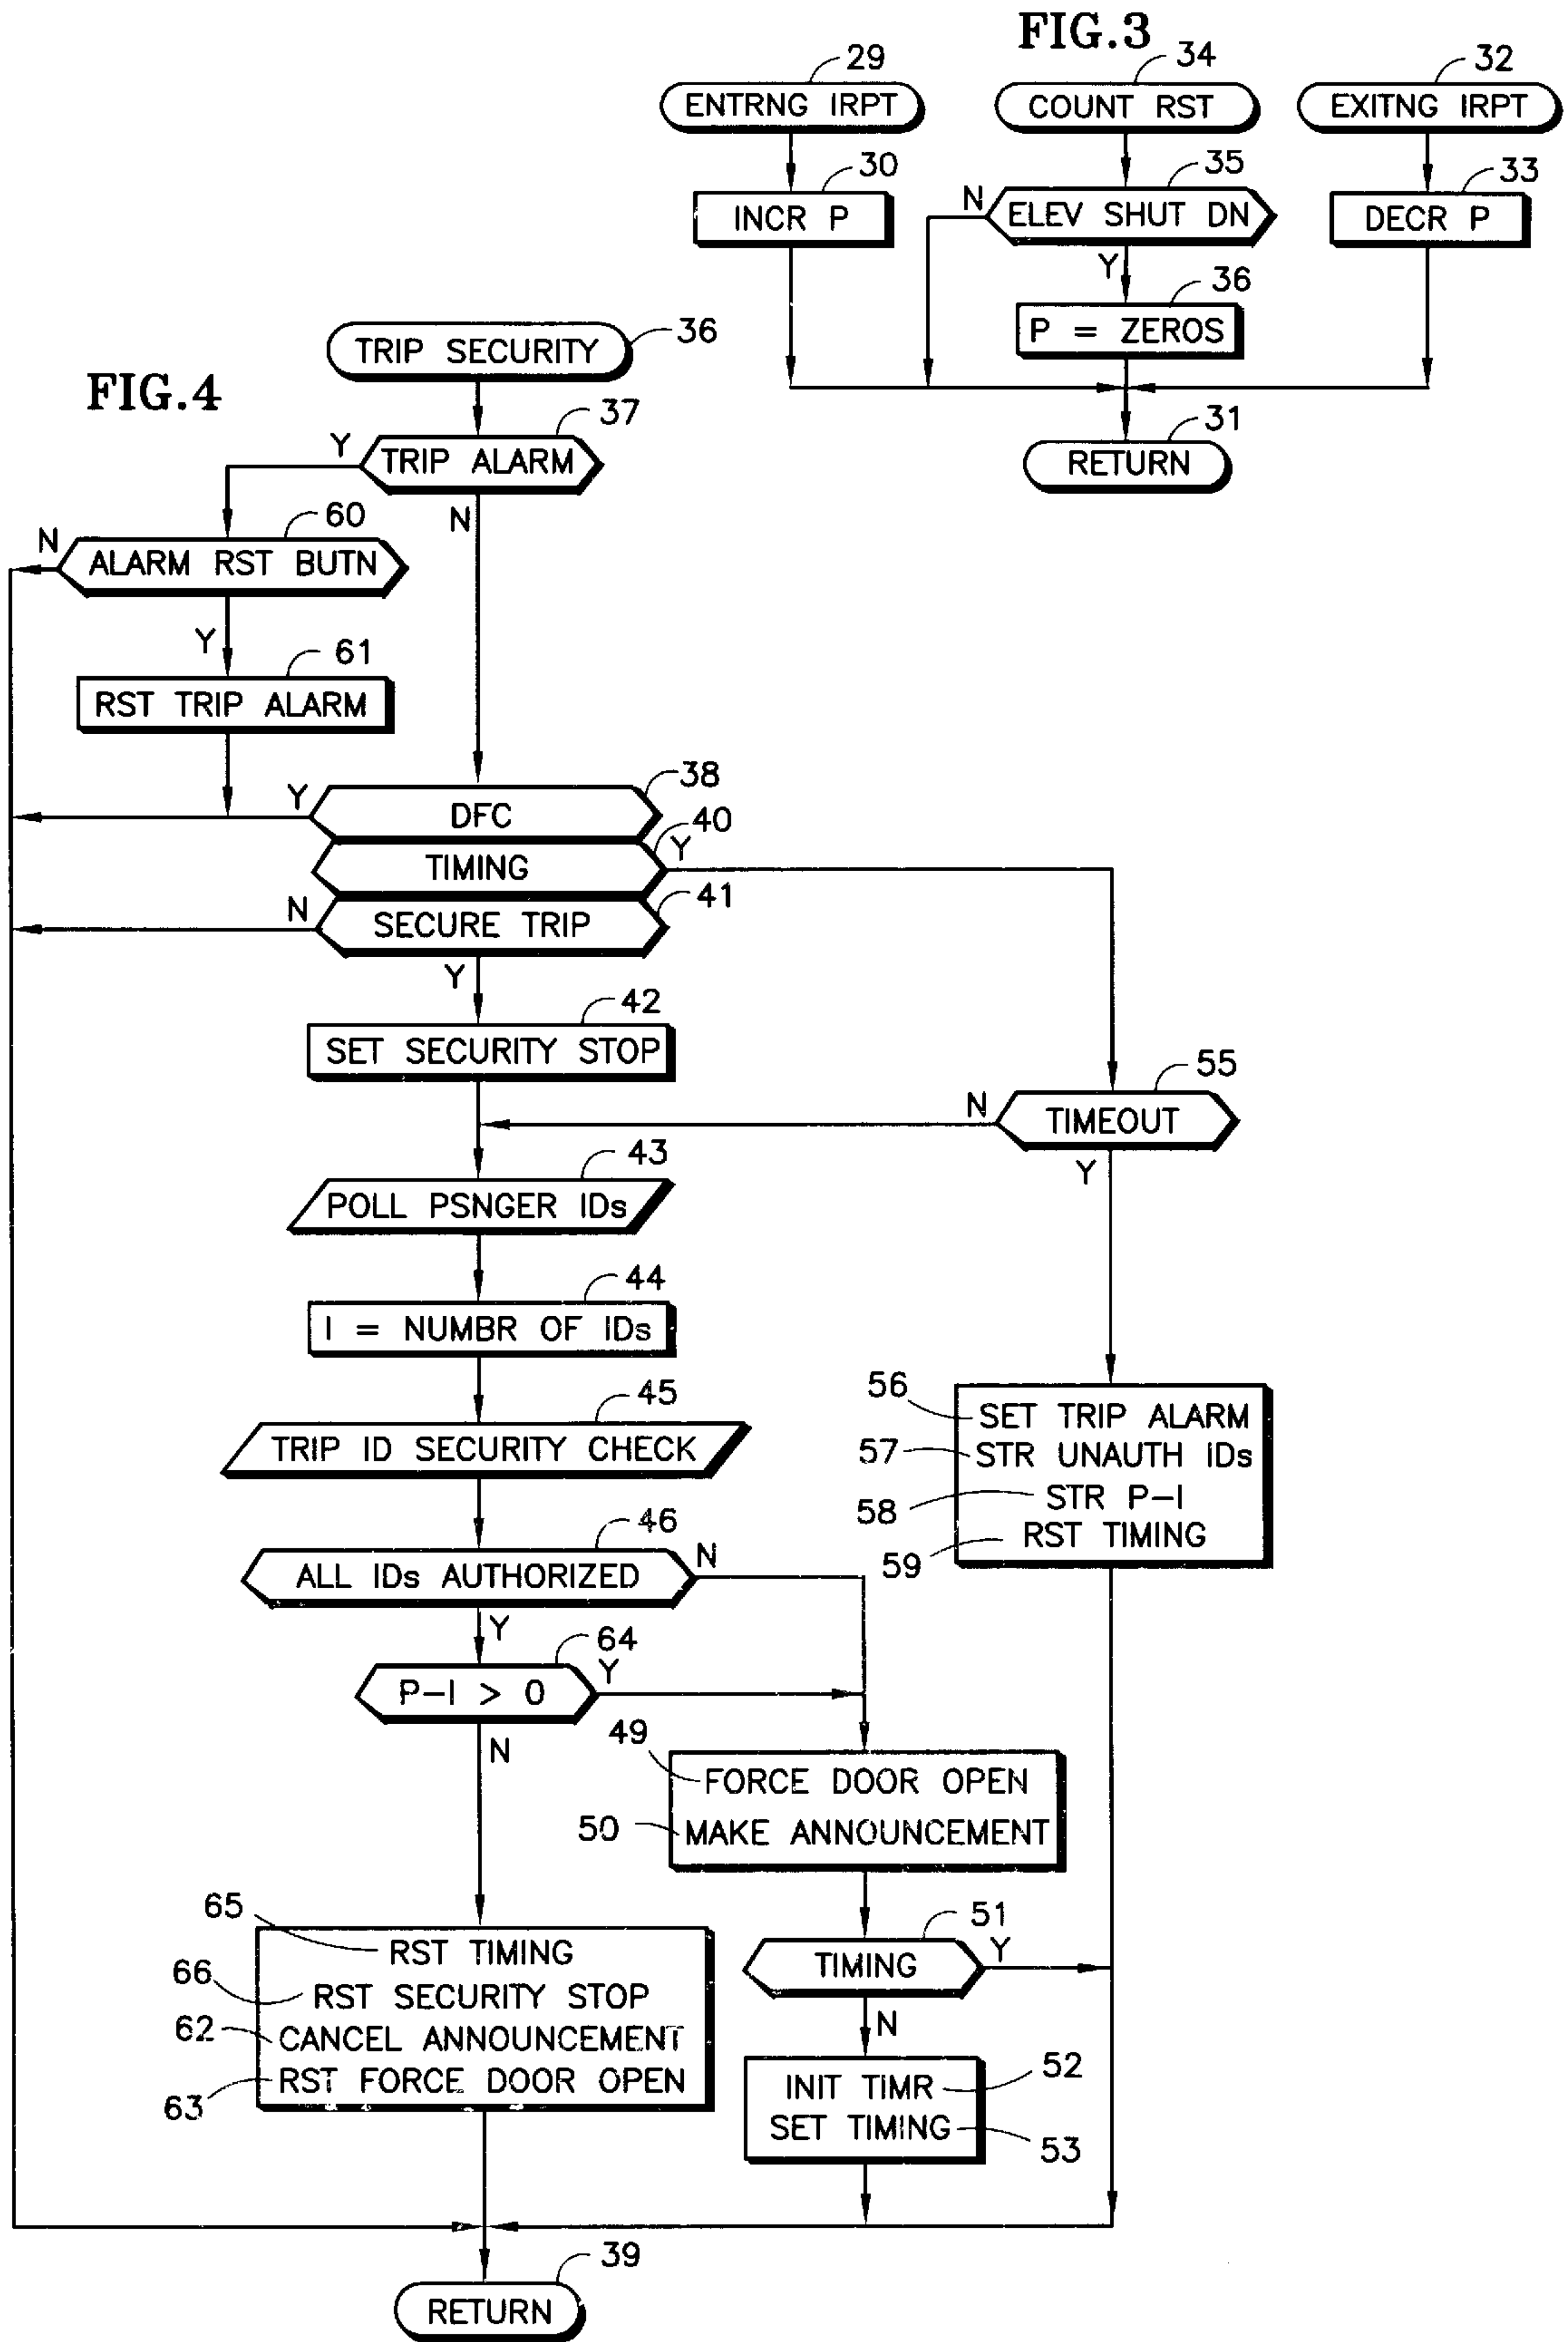 FIG.3
29
34
32
ENTRNG IRPT
COUNT RST
EXITNG IRPT
30
35
33
INCR P
N
ELEV SHUT DN
DECR P
Y
36
P = ZEROS
31
RETURN
FIG.4
36
TRIP SECURITY
37
Y
TRIP ALARM
N
60
N
ALARM RST BUTN
Y
61
RST TRIP ALARM
38
Y
DFC
40
TIMING
Y
41
N
SECURE TRIP
Y
42
SET SECURITY STOP
55
N
TIMEOUT
Y
43
POLL PSNGER IDs
44
I = NUMBR OF IDs
45
TRIP ID SECURITY CHECK
56
SET TRIP ALARM
57
STR UNAUTH IDs
58
STR P-I
59
RST TIMING
46
ALL IDs AUTHORIZED
N
Y
64
P-I > 0
Y
N
49
FORCE DOOR OPEN
50
MAKE ANNOUNCEMENT
51
TIMING
Y
N
65
RST TIMING
66
RST SECURITY STOP
62
CANCEL ANNOUNCEMENT
63
RST FORCE DOOR OPEN
INIT TIMR
52
SET TIMING
53
39
RETURN